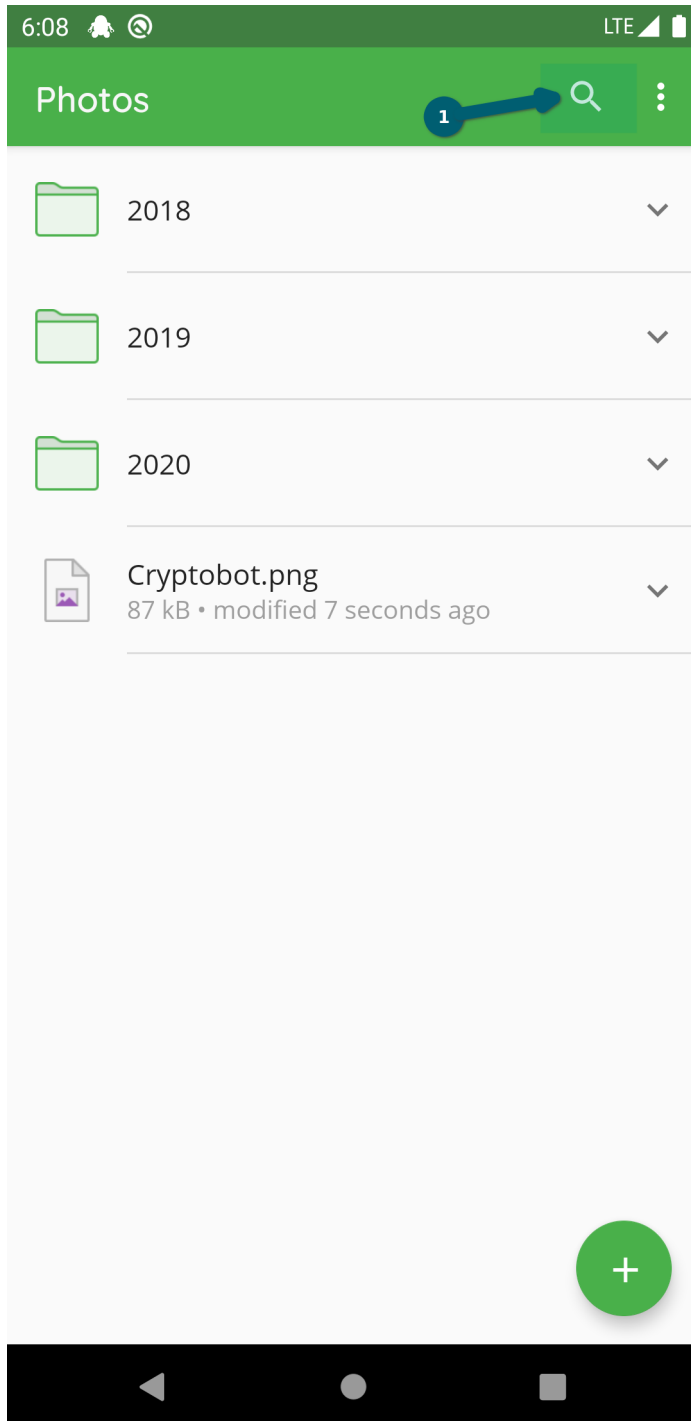 6:08 LTE
Photos
1
2018
2019
2020
Cryptobot.png
87 kB • modified 7 seconds ago